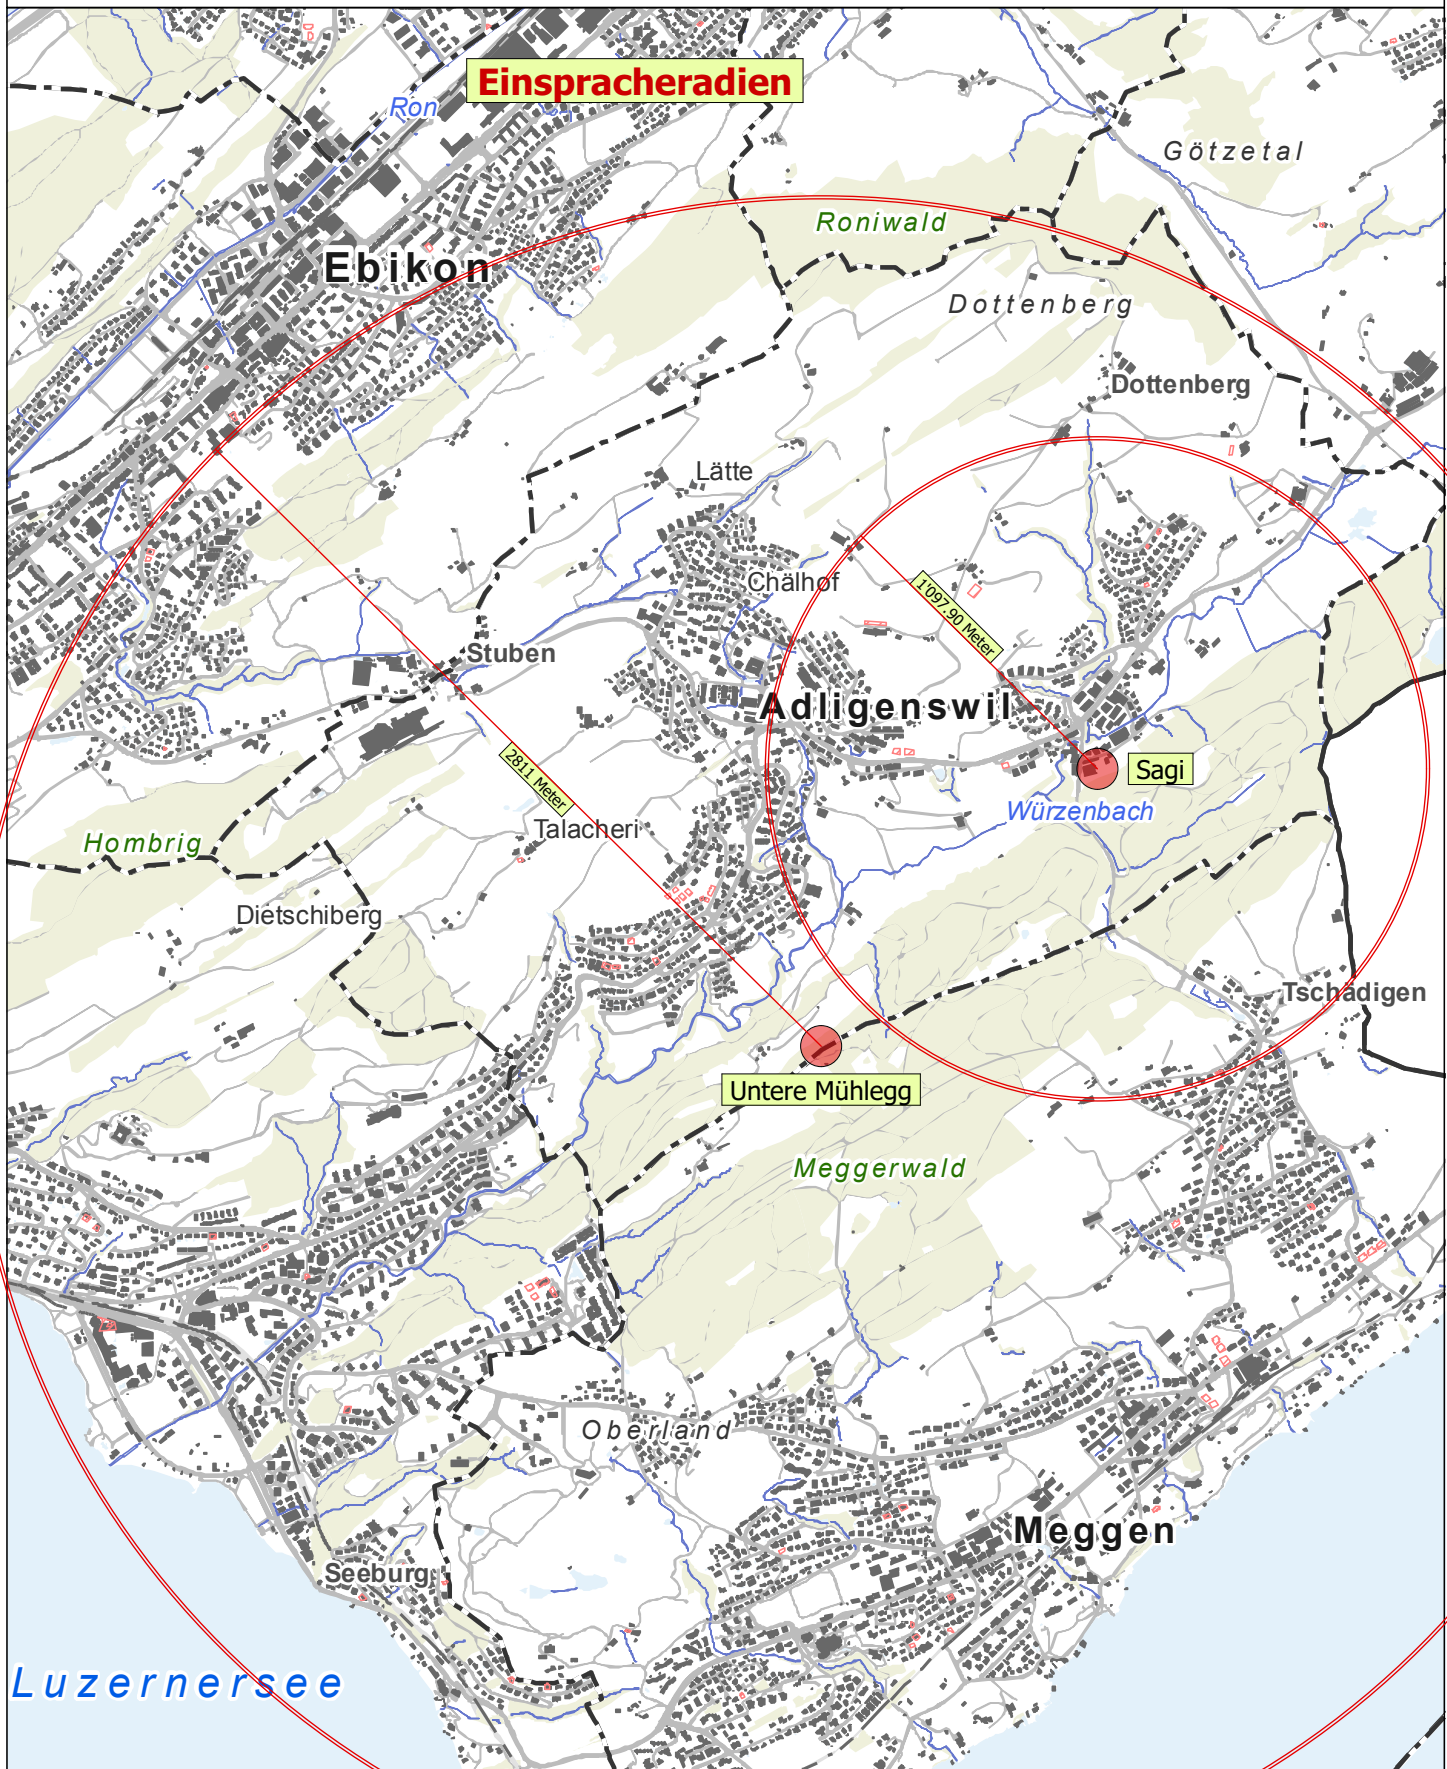 Einspracheradien
Ron
Götzetal
Roniwald
Ebikon
Dottenberg
Dottenberg
Lätte
Chälhof
1'097.90 Meter
Stuben
Adligenswil
Sagi
2811 Meter
Würzenbach
Talacheri
Hombrig
Dietschiberg
Tschädigen
Untere Mühlegg
Meggerwald
Oberland
Meggen
Seeburg
Luzernersee